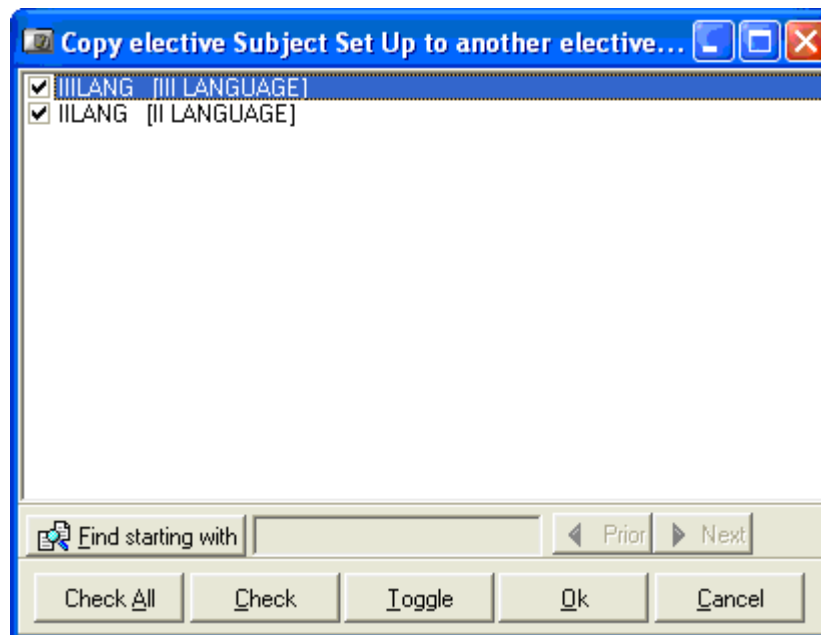 Copy elective Subject Set Up to another elective...
IIILANG [III LANGUAGE]
IILANG [II LANGUAGE]
Find starting with
Prior
Next
Check All
Check
Toggle
Ok
Cancel